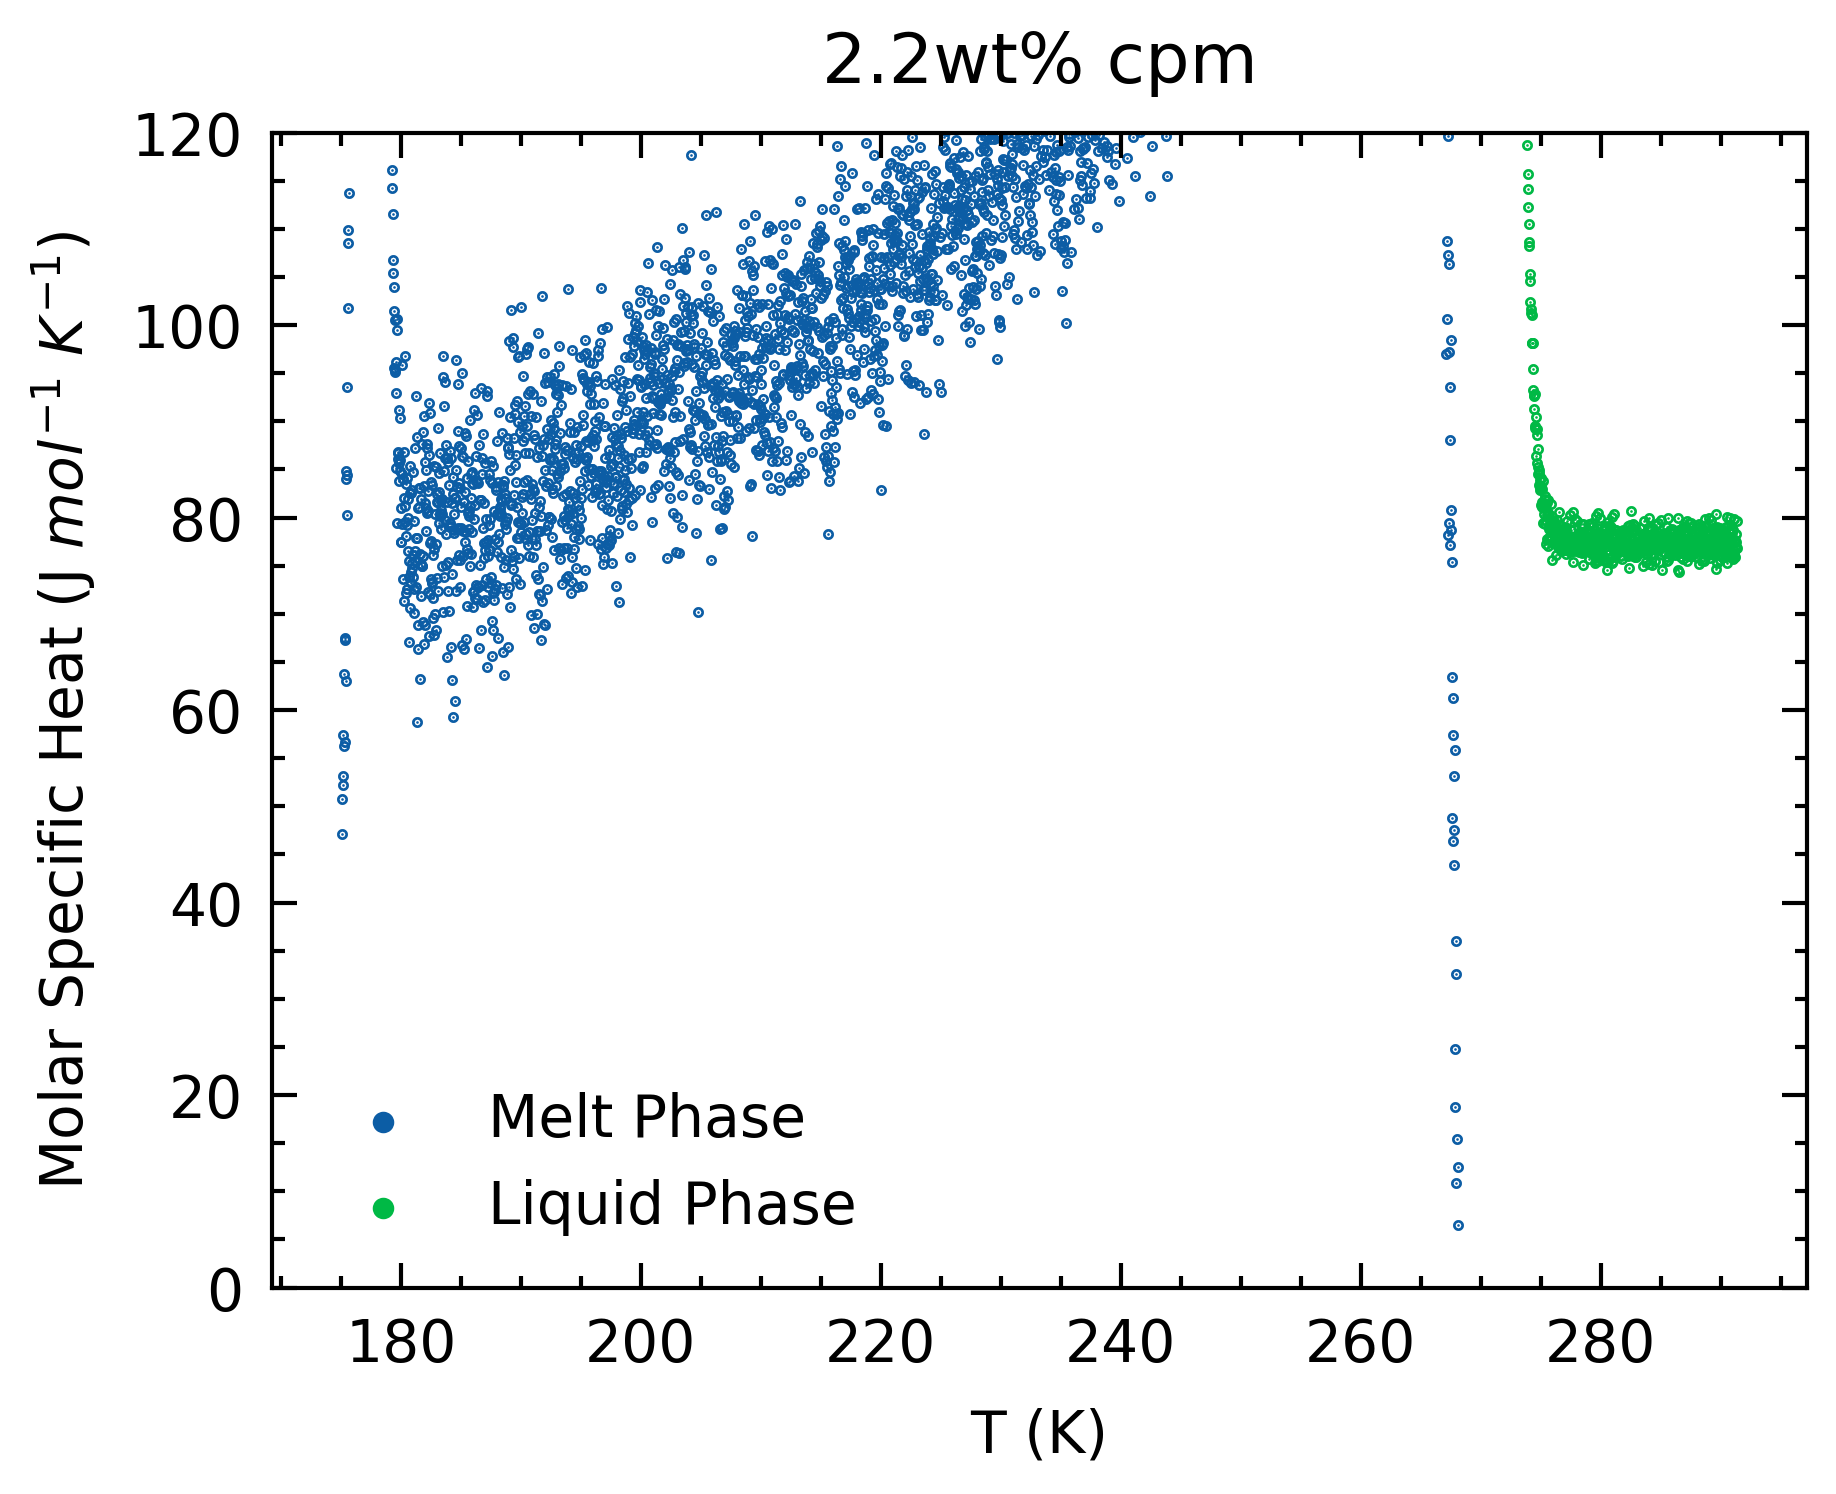 2.2wt% cpm
Molar Specific Heat (J mol⁻¹ K⁻¹)
120
100
80
60
40
20
0
Melt Phase
Liquid Phase
180 200 220 240 260 280
T (K)